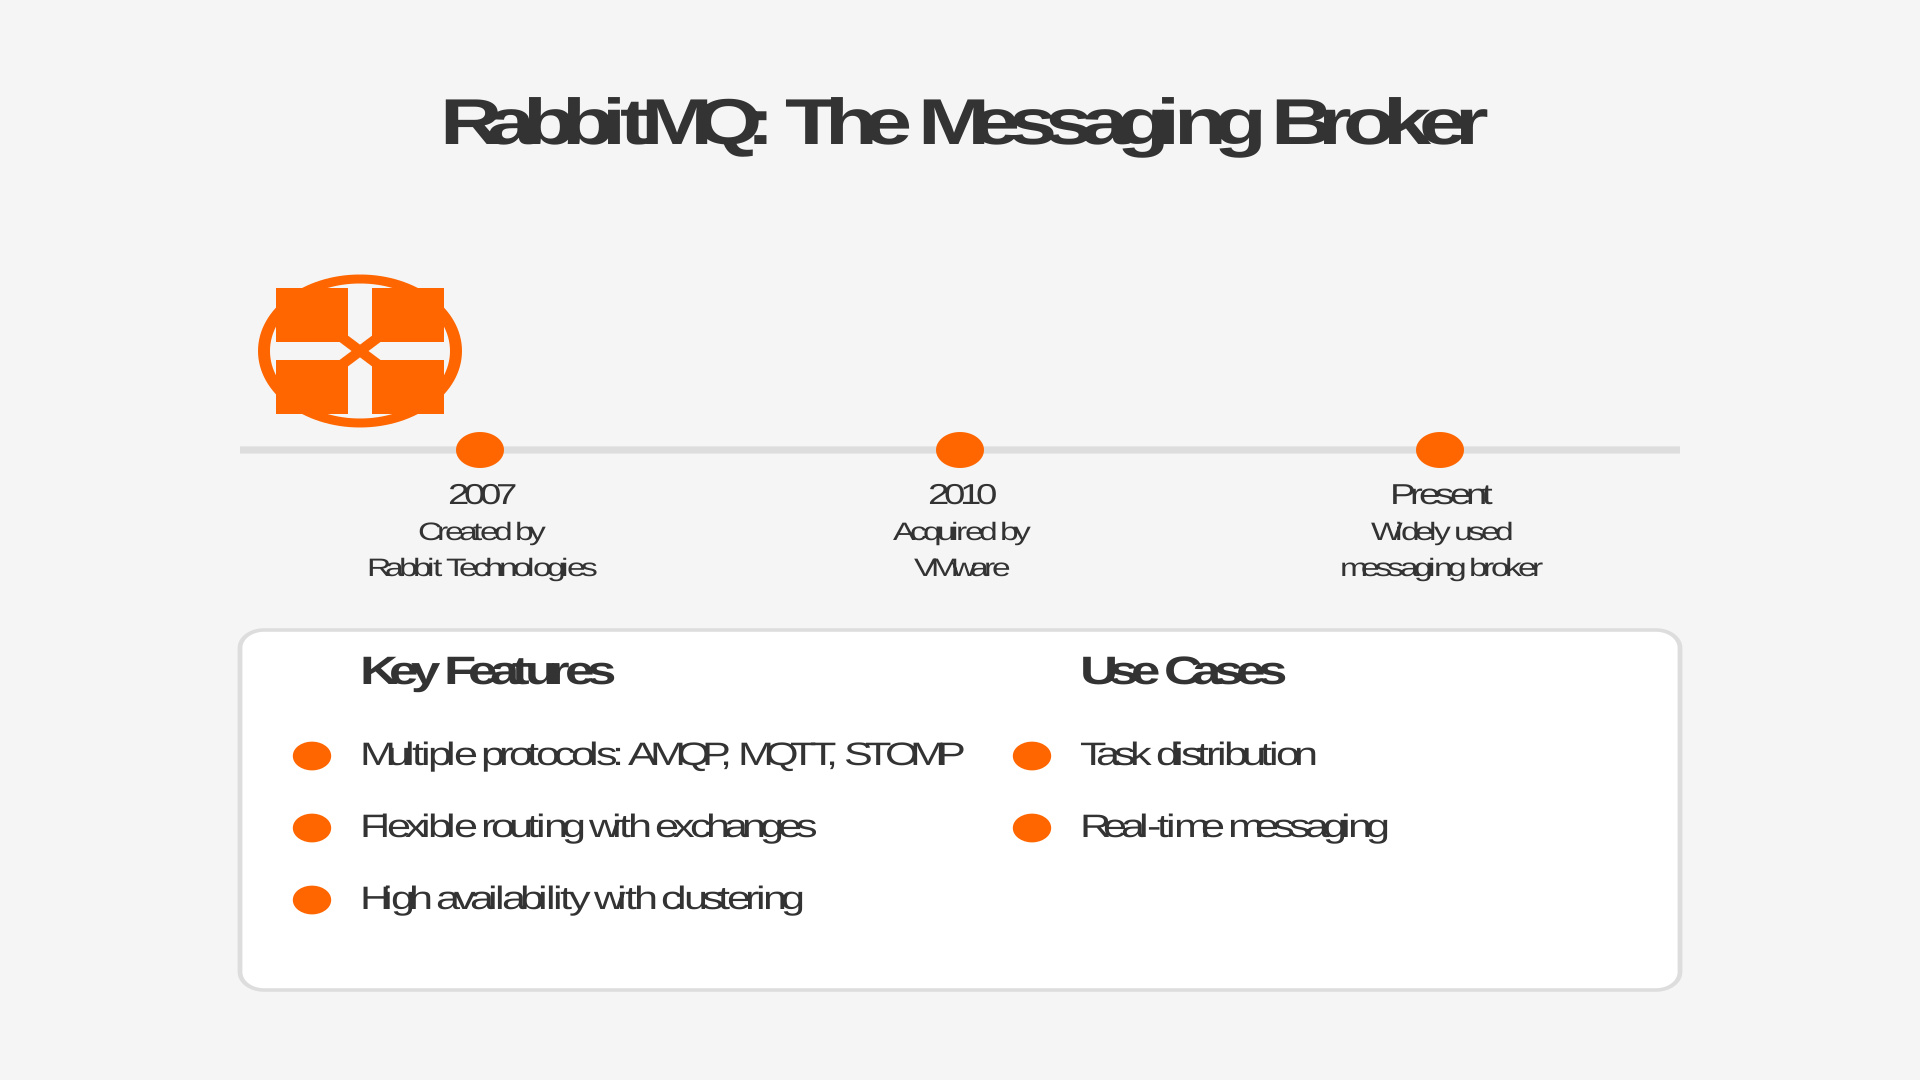 RabbitMQ: The Messaging Broker
2007
Created by
Rabbit Technologies
2010
Acquired by
VMware
Present
Widely used
messaging broker
Key Features
Multiple protocols: AMQP, MQTT, STOMP
Flexible routing with exchanges
High availability with clustering
Use Cases
Task distribution
Real-time messaging